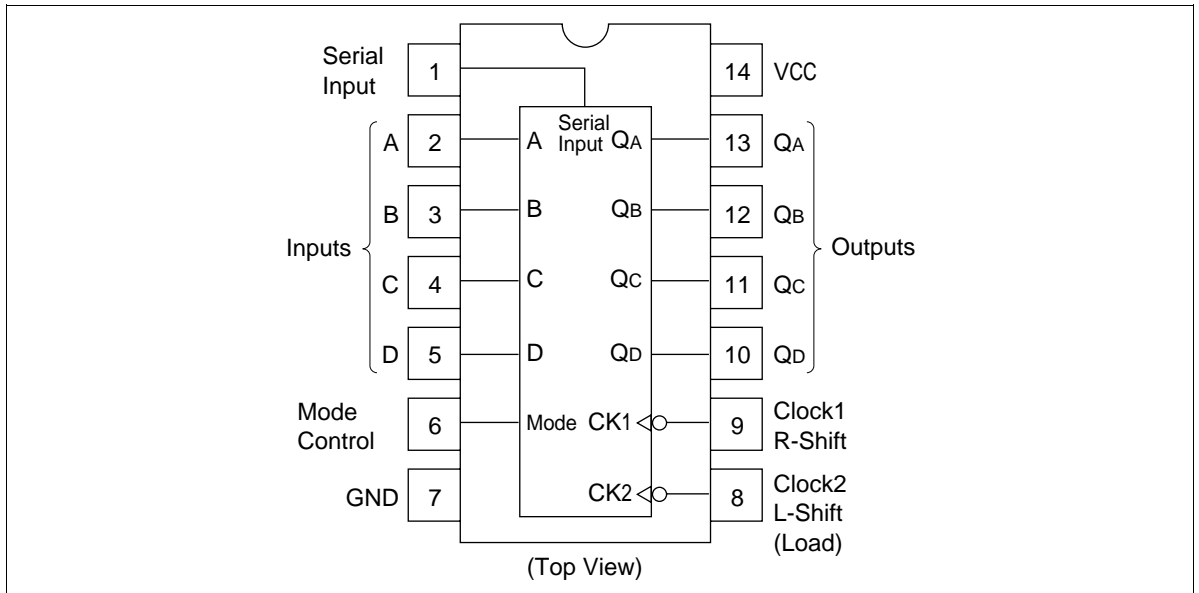 Serial
Input
1
14
VCC
Serial
Input
A
2
A
QA
13
QA
B
3
B
QB
12
QB
Inputs
Outputs
C
4
C
QC
11
QC
D
5
D
QD
10
QD
Mode
Control
6
Mode
CK1
9
Clock1
R-Shift
GND
7
CK2
8
Clock2
L-Shift
(Load)
(Top View)